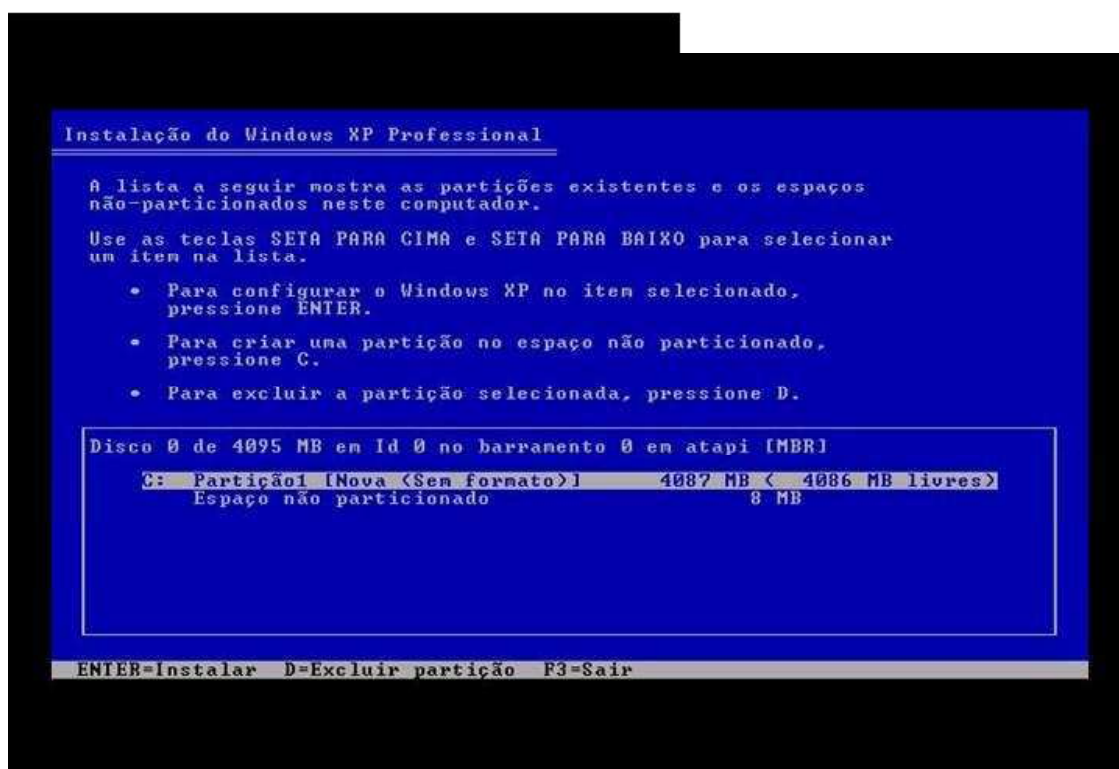 Instalação do Windows XP Professional
A lista a seguir mostra as partições existentes e os espaços
não-particionados neste computador.
Use as teclas SETA PARA CIMA e SETA PARA BAIXO para selecionar
um item na lista.
• Para configurar o Windows XP no item selecionado,
pressione ENTER.
• Para criar uma partição no espaço não particionado,
pressione C.
• Para excluir a partição selecionada, pressione D.
Disco 0 de 4095 MB em Id 0 no barramento 0 em atapi [MBR]
C: Partição1 [Nova (Sem formato)] 4087 MB ( 4086 MB livres)
Espaço não particionado 8 MB
ENTER=Instalar D=Excluir partição F3=Sair